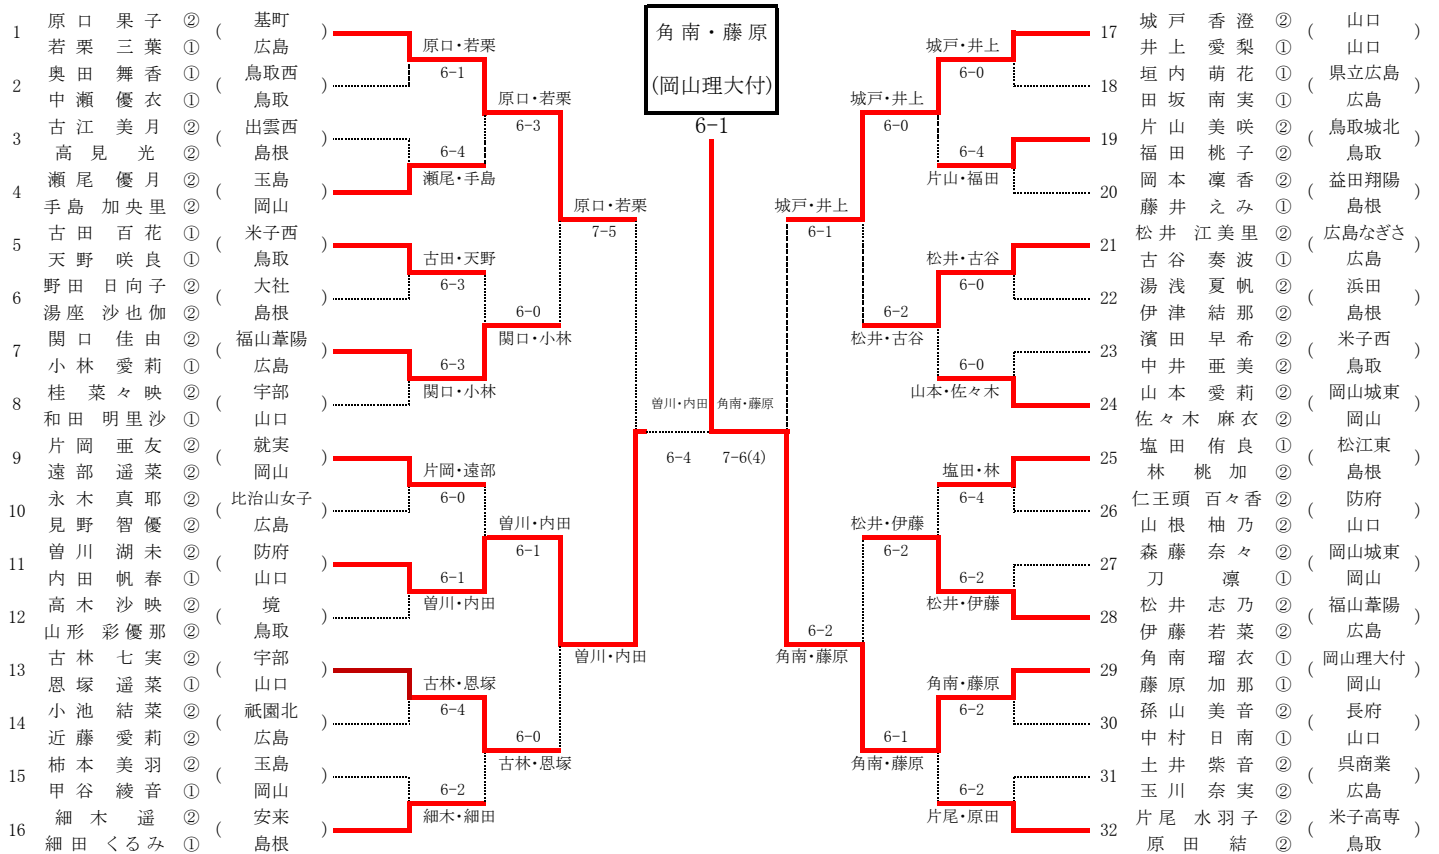 角南・藤原
(岡山理大付)
6-1
1 原口 果子 ② ( 基町 )
若栗 三葉 ① 広島
2 奥田 舞香 ① ( 鳥取西 )
中瀬 優衣 ① 鳥取
3 古江 美月 ② ( 出雲西 )
高見 光 ② 島根
4 瀬尾 優月 ② ( 玉島 )
手島 加央里 ② 岡山
5 古田 百花 ① ( 米子西 )
天野 咲良 ① 鳥取
6 野田 日向子 ② ( 大社 )
湯座 沙也伽 ② 島根
7 関口 佳由 ② ( 福山葦陽 )
小林 愛莉 ① 広島
8 桂 菜々映 ② ( 宇部 )
和田 明里沙 ① 山口
9 片岡 亜友 ② ( 就実 )
遠部 遥菜 ② 岡山
10 永木 真耶 ② ( 比治山女子 )
見野 智優 ② 広島
11 曽川 湖未 ② ( 防府 )
内田 帆春 ① 山口
12 高木 沙映 ② ( 境 )
山形 彩優那 ② 鳥取
13 古林 七実 ② ( 宇部 )
恩塚 遥菜 ① 山口
14 小池 結菜 ② ( 祇園北 )
近藤 愛莉 ② 広島
15 柿本 美羽 ② ( 玉島 )
甲谷 綾音 ① 岡山
16 細木 遥 ② ( 安来 )
細田 くるみ ① 島根
原口・若栗
6-1
6-4
瀬尾・手島
古田・天野
6-3
6-3
関口・小林
片岡・遠部
6-0
6-1
曽川・内田
古林・恩塚
6-4
6-2
細木・細田
原口・若栗
6-3
6-0
関口・小林
曽川・内田
6-1
6-0
古林・恩塚
原口・若栗
7-5
曽川・内田
曽川・内田
6-4
角南・藤原
7-6(4)
城戸・井上
6-1
6-2
角南・藤原
城戸・井上
6-0
6-2
松井・古谷
松井・伊藤
6-2
6-1
角南・藤原
城戸・井上
6-0
6-4
片山・福田
松井・古谷
6-0
6-0
山本・佐々木
塩田・林
6-4
6-2
松井・伊藤
角南・藤原
6-2
6-2
片尾・原田
17 城戸 香澄 ② ( 山口 )
井上 愛梨 ① 山口
18 垣内 萌花 ① ( 県立広島 )
田坂 南実 ① 広島
19 片山 美咲 ② ( 鳥取城北 )
福田 桃子 ② 鳥取
20 岡本 凜香 ② ( 益田翔陽 )
藤井 えみ ① 島根
21 松井 江美里 ② ( 広島なぎさ )
古谷 奏波 ① 広島
22 湯浅 夏帆 ② ( 浜田 )
伊津 結那 ② 島根
23 濱田 早希 ② ( 米子西 )
中井 亜美 ② 鳥取
24 山本 愛莉 ② ( 岡山城東 )
佐々木 麻衣 ② 岡山
25 塩田 侑良 ① ( 松江東 )
林 桃加 ② 島根
26 仁王頭 百々香 ② ( 防府 )
山根 柚乃 ② 山口
27 森藤 奈々 ② ( 岡山城東 )
刀 凛 ① 岡山
28 松井 志乃 ② ( 福山葦陽 )
伊藤 若菜 ② 広島
29 角南 瑠衣 ① ( 岡山理大付 )
藤原 加那 ① 岡山
30 孫山 美音 ② ( 長府 )
中村 日南 ① 山口
31 土井 紫音 ② ( 呉商業 )
玉川 奈実 ② 広島
32 片尾 水羽子 ② ( 米子高専 )
原田 結 ② 鳥取